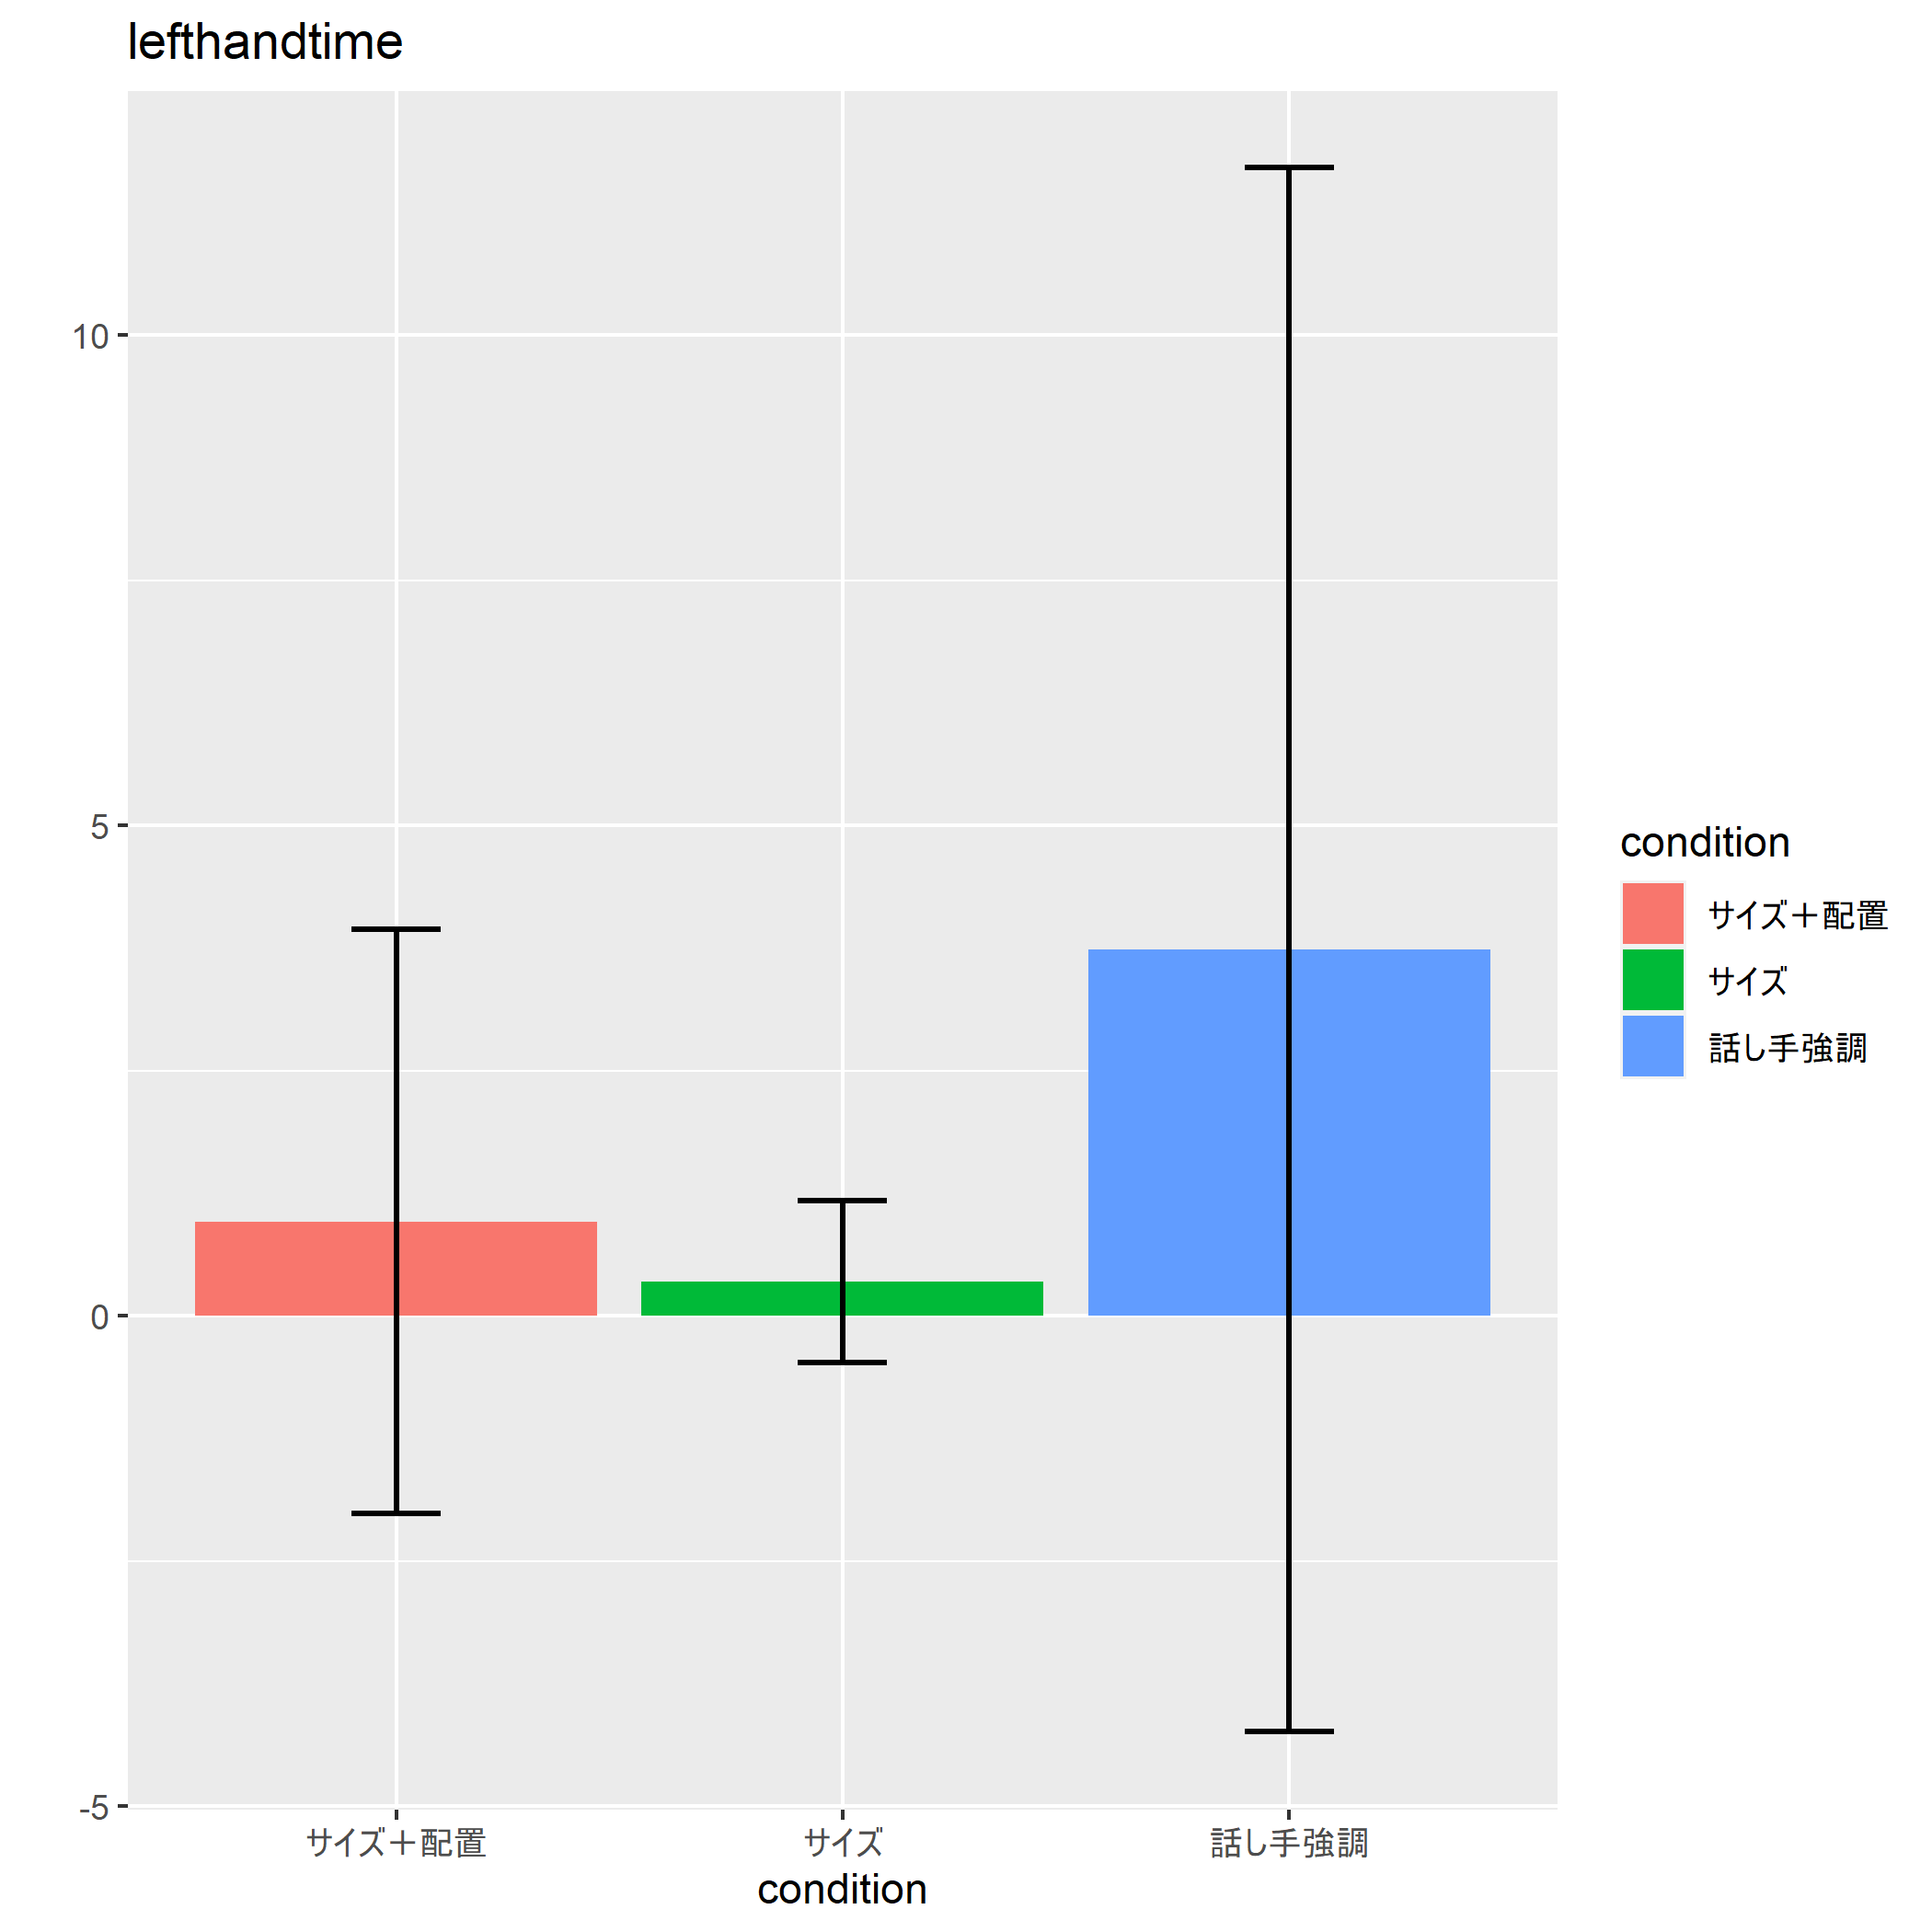 lefthandtime
10
5
0
-5
サイズ＋配置
サイズ
話し手強調
condition
condition
サイズ＋配置
サイズ
話し手強調